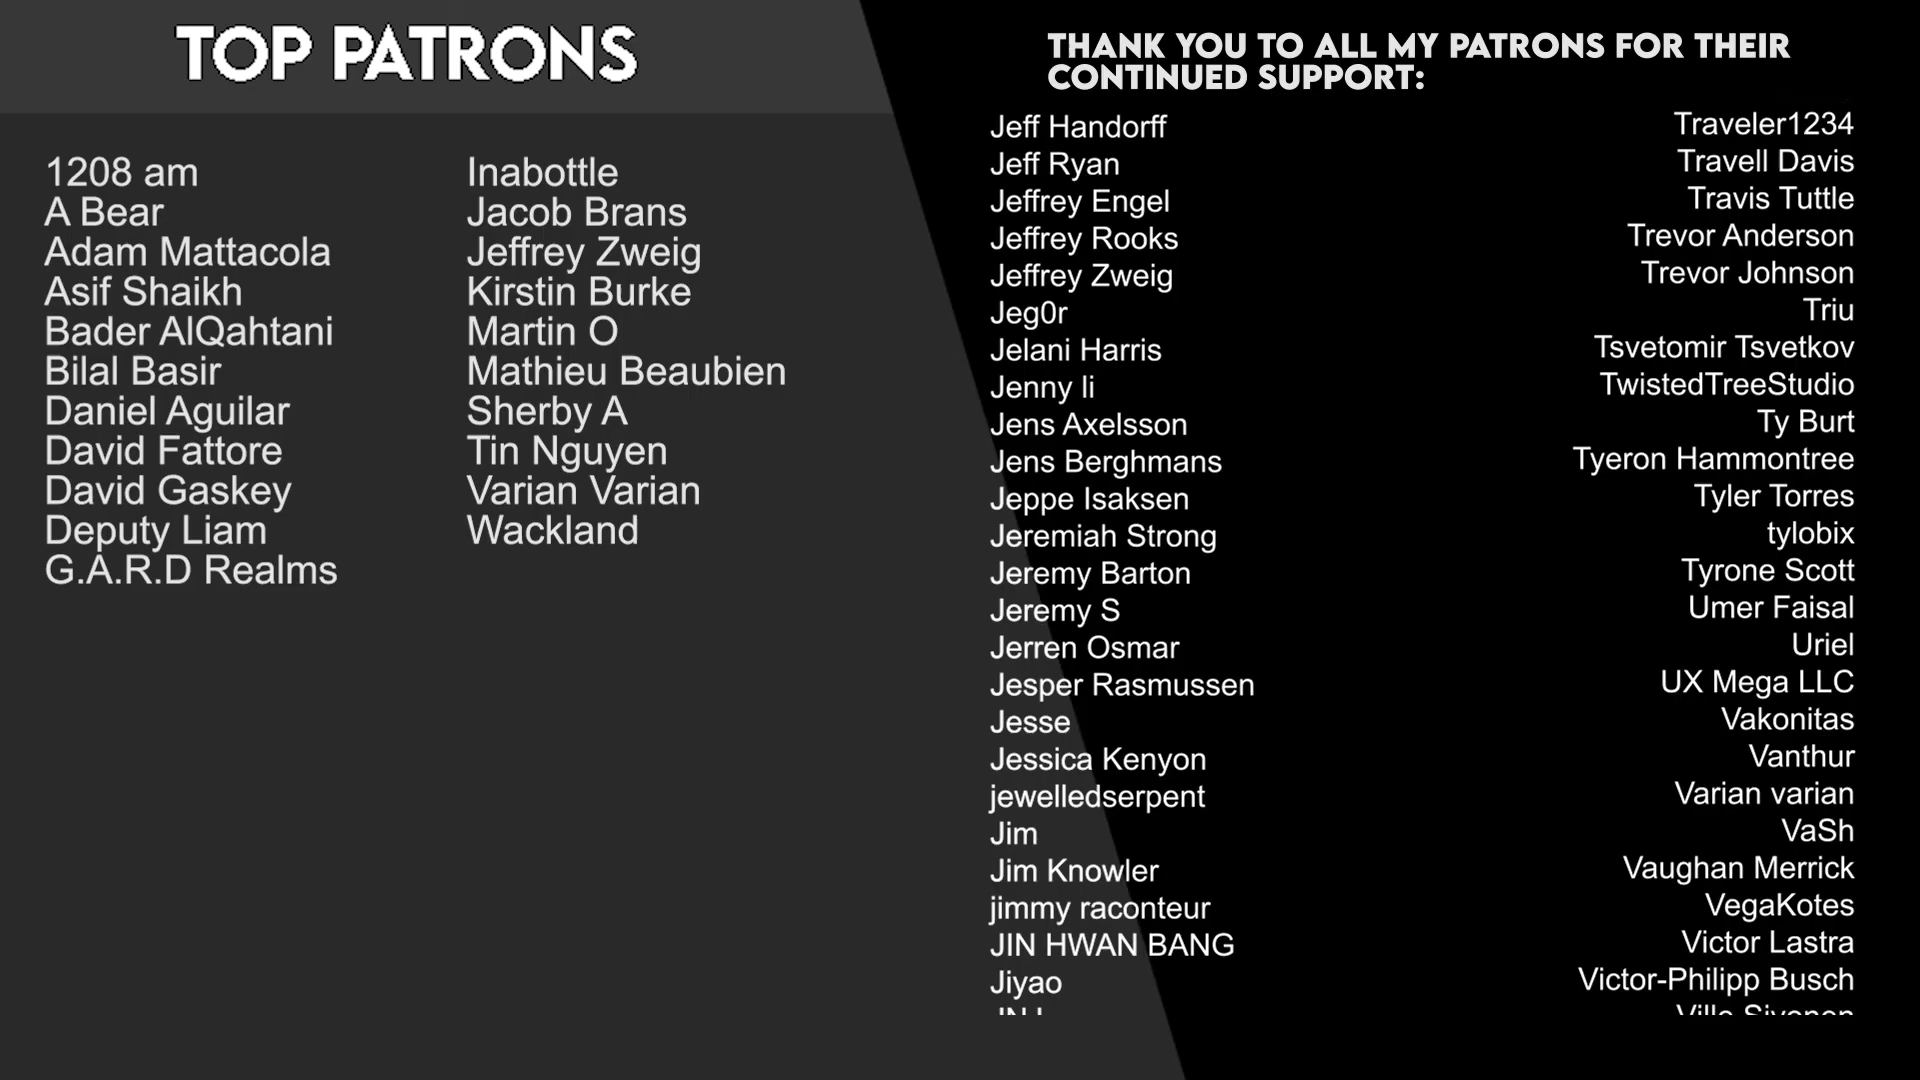 TOP PATRONS
1208 am
A Bear
Adam Mattacola
Asif Shaikh
Bader AlQahtani
Bilal Basir
Daniel Aguilar
David Fattore
David Gaskey
Deputy Liam
G.A.R.D Realms
Inabottle
Jacob Brans
Jeffrey Zweig
Kirstin Burke
Martin O
Mathieu Beaubien
Sherby A
Tin Nguyen
Varian Varian
Wackland
THANK YOU TO ALL MY PATRONS FOR THEIR
CONTINUED SUPPORT:
Jeff Handorff
Jeff Ryan
Jeffrey Engel
Jeffrey Rooks
Jeffrey Zweig
Jeg0r
Jelani Harris
Jenny li
Jens Axelsson
Jens Berghmans
Jeppe Isaksen
Jeremiah Strong
Jeremy Barton
Jeremy S
Jerren Osmar
Jesper Rasmussen
Jesse
Jessica Kenyon
jewelledserpent
Jim
Jim Knowler
jimmy raconteur
JIN HWAN BANG
Jiyao
Traveler1234
Travell Davis
Travis Tuttle
Trevor Anderson
Trevor Johnson
Triu
Tsvetomir Tsvetkov
TwistedTreeStudio
Ty Burt
Tyeron Hammontree
Tyler Torres
tylobix
Tyrone Scott
Umer Faisal
Uriel
UX Mega LLC
Vakonitas
Vanthur
Varian varian
VaSh
Vaughan Merrick
VegaKotes
Victor Lastra
Victor-Philipp Busch